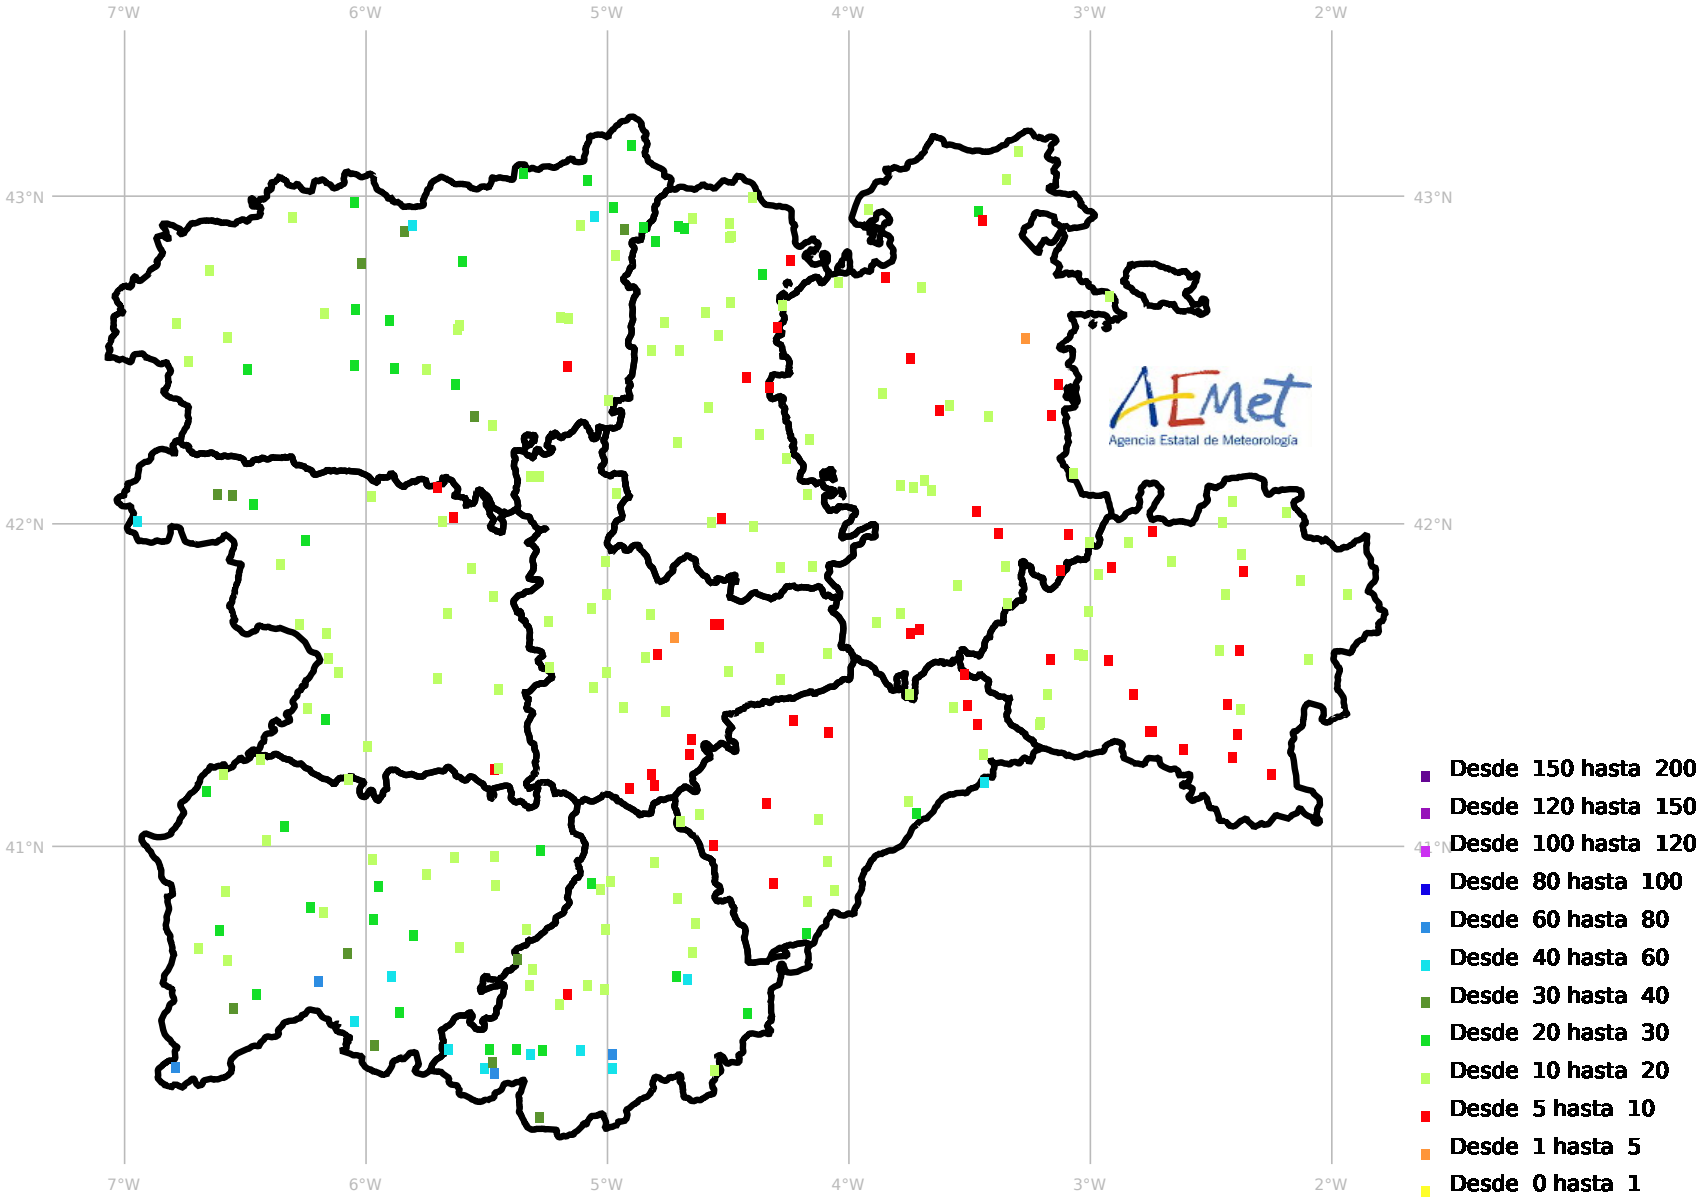 7°W 6°W 5°W 4°W 3°W 2°W
43°N 43°N
AEMet
Agencia Estatal de Meteorología
42°N 42°N
Desde 150 hasta 200
Desde 120 hasta 150
41°N 41°N
Desde 100 hasta 120
Desde 80 hasta 100
Desde 60 hasta 80
Desde 40 hasta 60
Desde 30 hasta 40
Desde 20 hasta 30
Desde 10 hasta 20
Desde 5 hasta 10
Desde 1 hasta 5
Desde 0 hasta 1
7°W 6°W 5°W 4°W 3°W 2°W